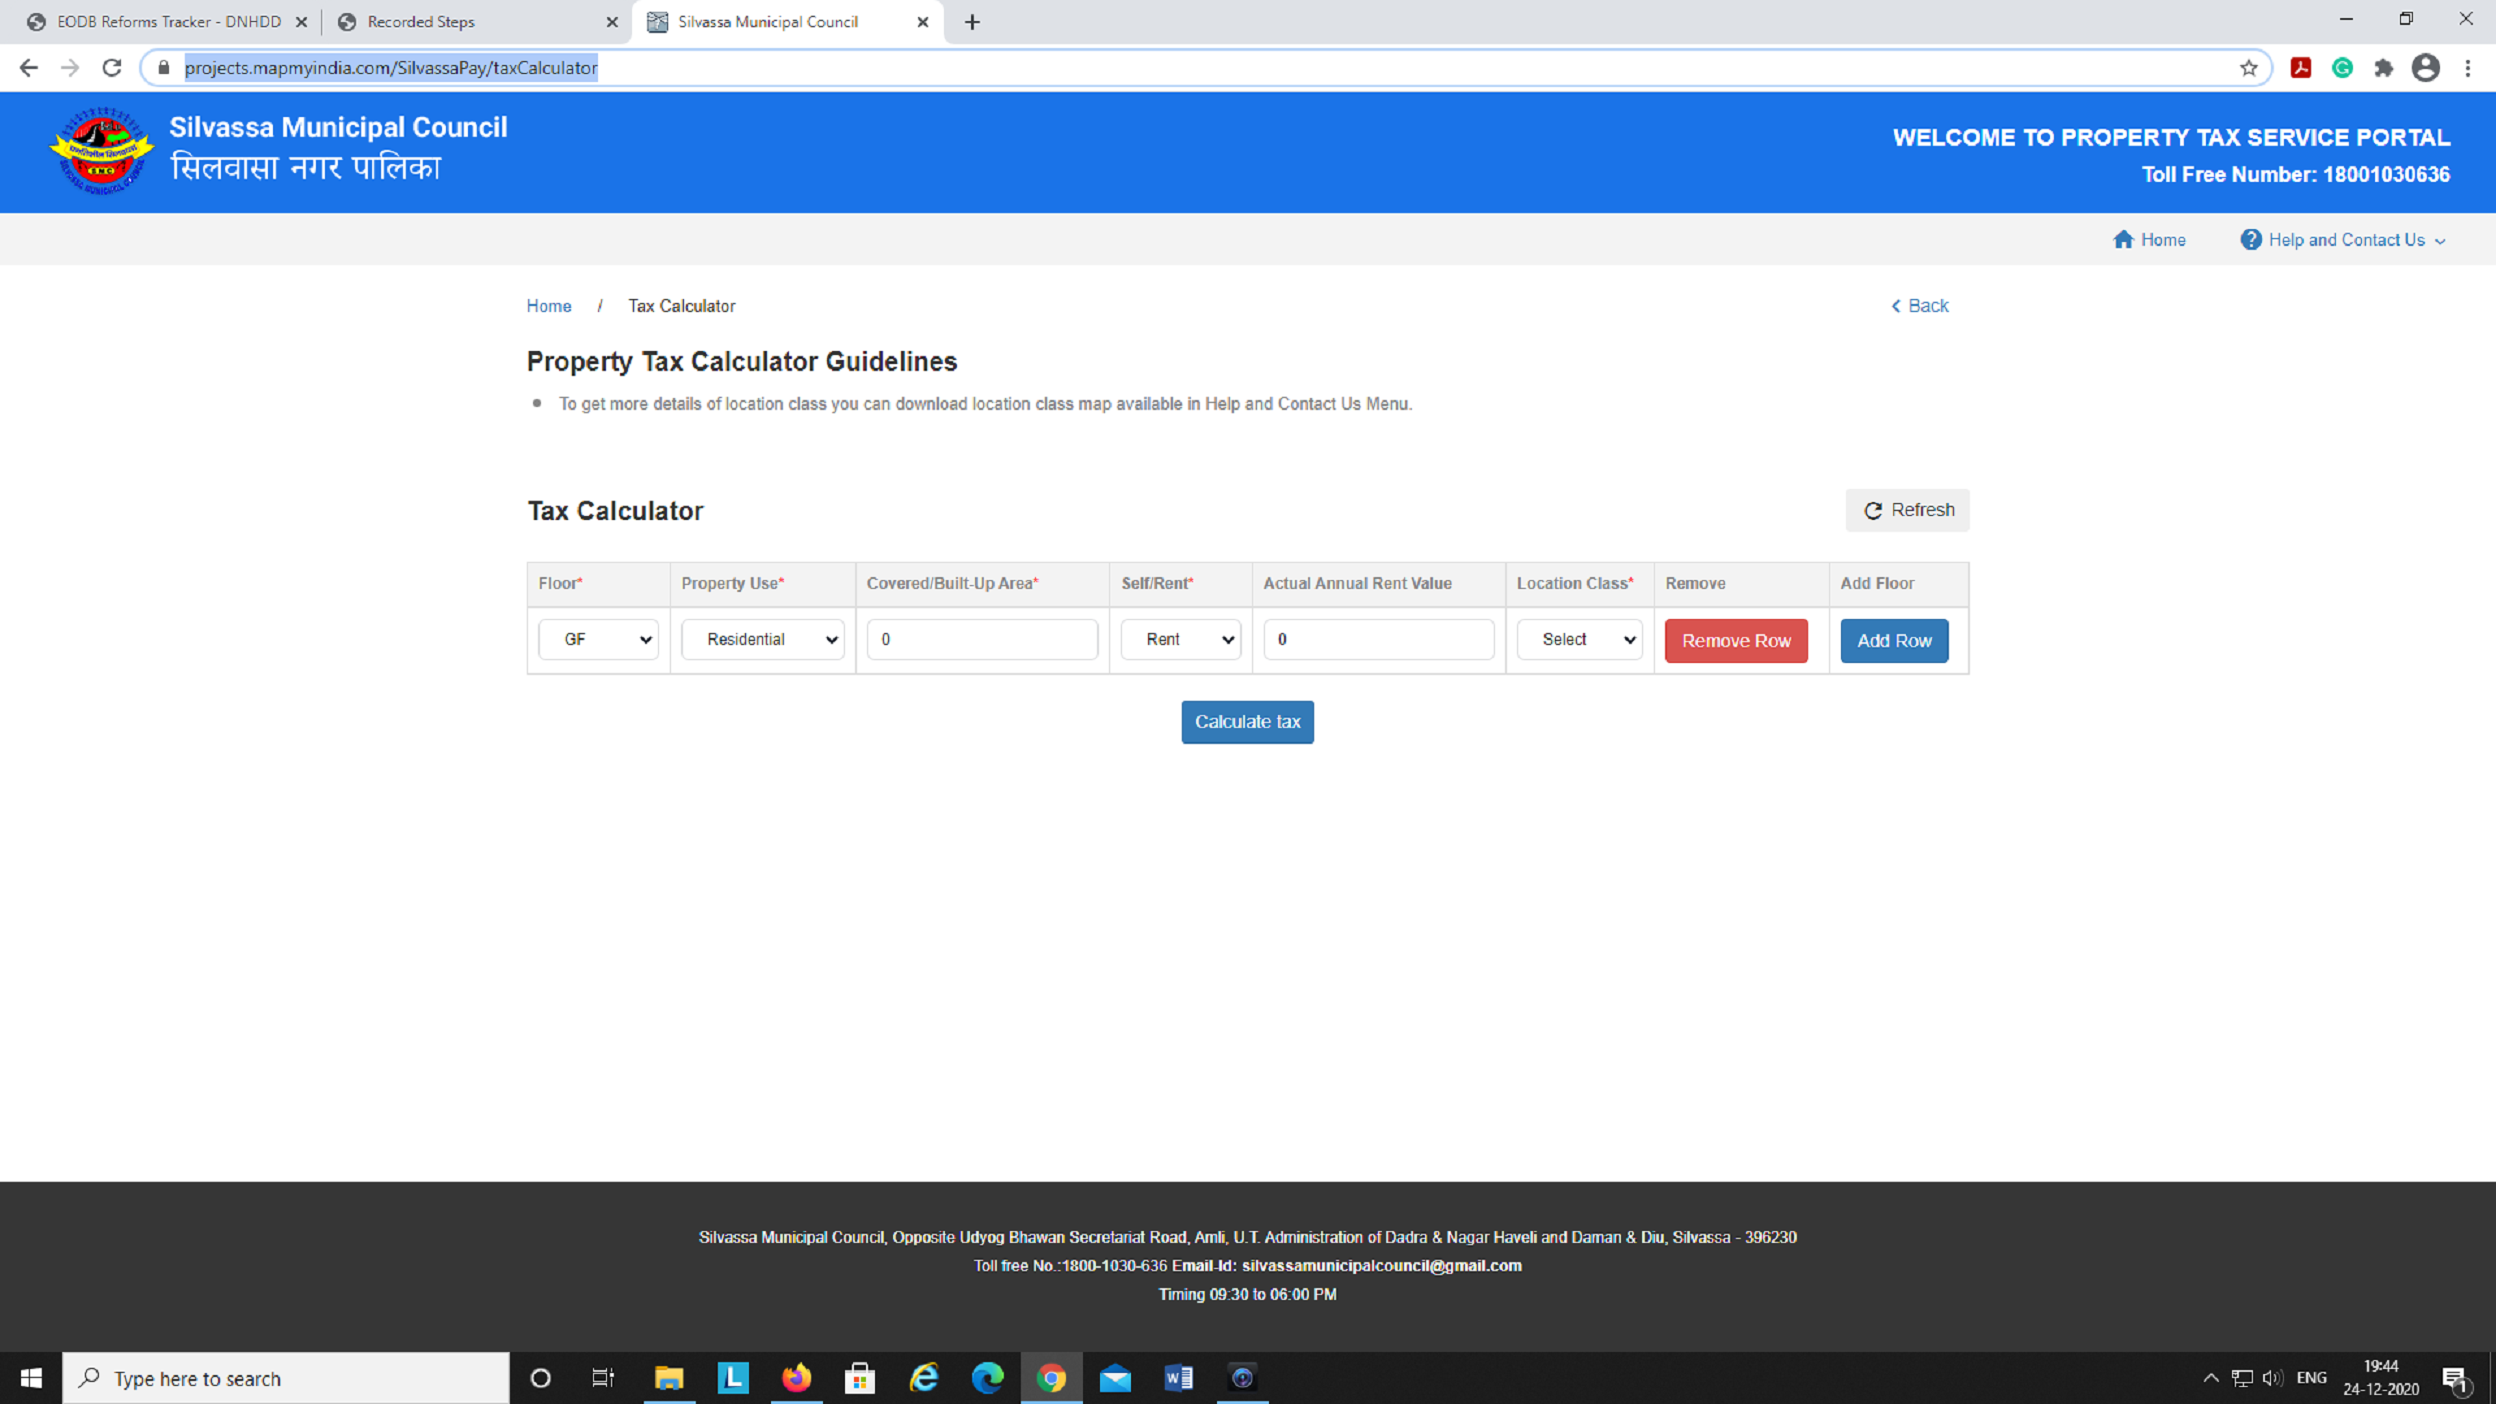 EODB Reforms Tracker - DNHDD
Recorded Steps
Silvassa Municipal Council
projects.mapmyindia.com/SilvassaPay/taxCalculator
Silvassa Municipal Council
सिलवासा नगर पालिका
WELCOME TO PROPERTY TAX SERVICE PORTAL
Toll Free Number: 18001030636
Home Help and Contact Us
Home / Tax Calculator
Back
Property Tax Calculator Guidelines
To get more details of location class you can download location class map available in Help and Contact Us Menu.
Tax Calculator
Refresh
Floor* Property Use* Covered/Built-Up Area* Self/Rent* Actual Annual Rent Value Location Class* Remove Add Floor
GF Residential 0 Rent 0 Select Remove Row Add Row
Calculate tax
Silvassa Municipal Council, Opposite Udyog Bhawan Secretariat Road, Amli, U.T. Administration of Dadra & Nagar Haveli and Daman & Diu, Silvassa - 396230
Toll free No.:1800-1030-636 Email-Id: silvassamunicipalcouncil@gmail.com
Timing 09:30 to 06:00 PM
Type here to search
ENG
19:44
24-12-2020
1